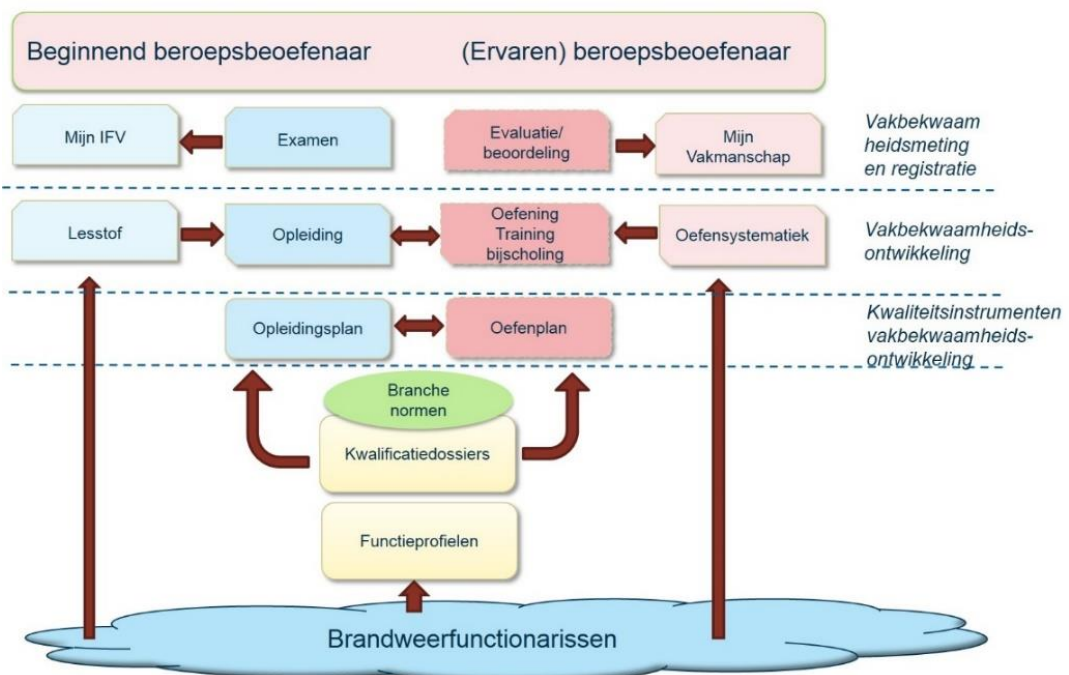 Beginnend beroepsbeoefenaar
(Ervaren) beroepsbeoefenaar
Mijn IFV
Examen
Evaluatie/
beoordeling
Mijn
Vakmanschap
Vakbekwaam
heidsmeting
en registratie
Lesstof
Opleiding
Oefening
Training
bijscholing
Oefensystematiek
Vakbekwaamheids-
ontwikkeling
Opleidingsplan
Oefenplan
Kwaliteitsinstrumenten
vakbekwaamheids-
ontwikkeling
Branche
normen
Kwalificatiedossiers
Functieprofielen
Brandweerfunctionarissen